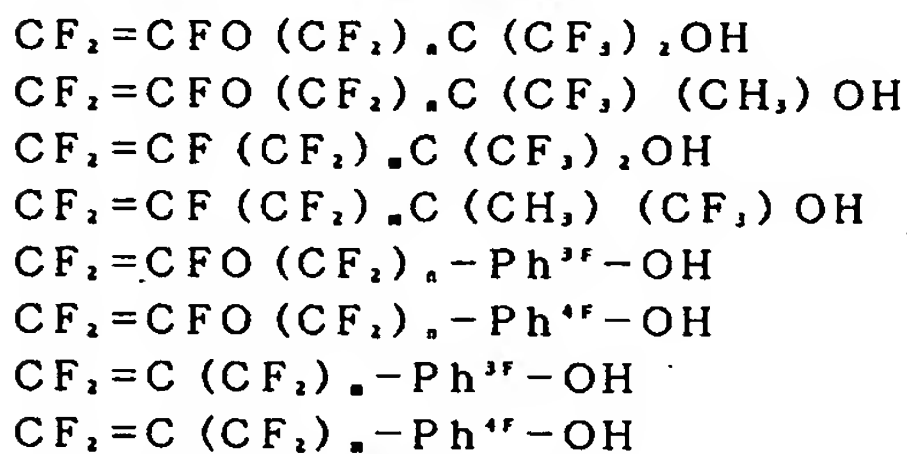 CF₂=CFO(CF₂)ₙC(CF₃)₂OH
CF₂=CFO(CF₂)ₙC(CF₃)(CH₃)OH
CF₂=CF(CF₂)ₘC(CF₃)₂OH
CF₂=CF(CF₂)ₘC(CH₃)(CF₃)OH
CF₂=CFO(CF₂)ₙ-Ph³ᶠ-OH
CF₂=CFO(CF₂)ₙ-Ph⁴ᶠ-OH
CF₂=C(CF₂)ₘ-Ph³ᶠ-OH
CF₂=C(CF₂)ₘ-Ph⁴ᶠ-OH